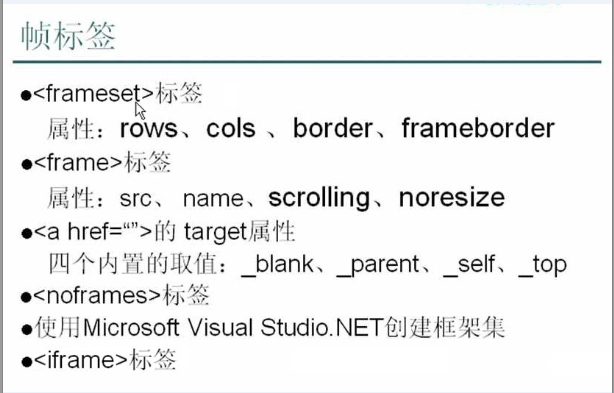 帧标签
●<frameset>标签
属性：rows、cols 、border、frameborder
●<frame>标签
属性：src、 name、scrolling、noresize
●<a href=“”>的 target属性
四个内置的取值：_blank、_parent、_self、_top
●<noframes>标签
●使用Microsoft Visual Studio.NET创建框架集
●<iframe>标签